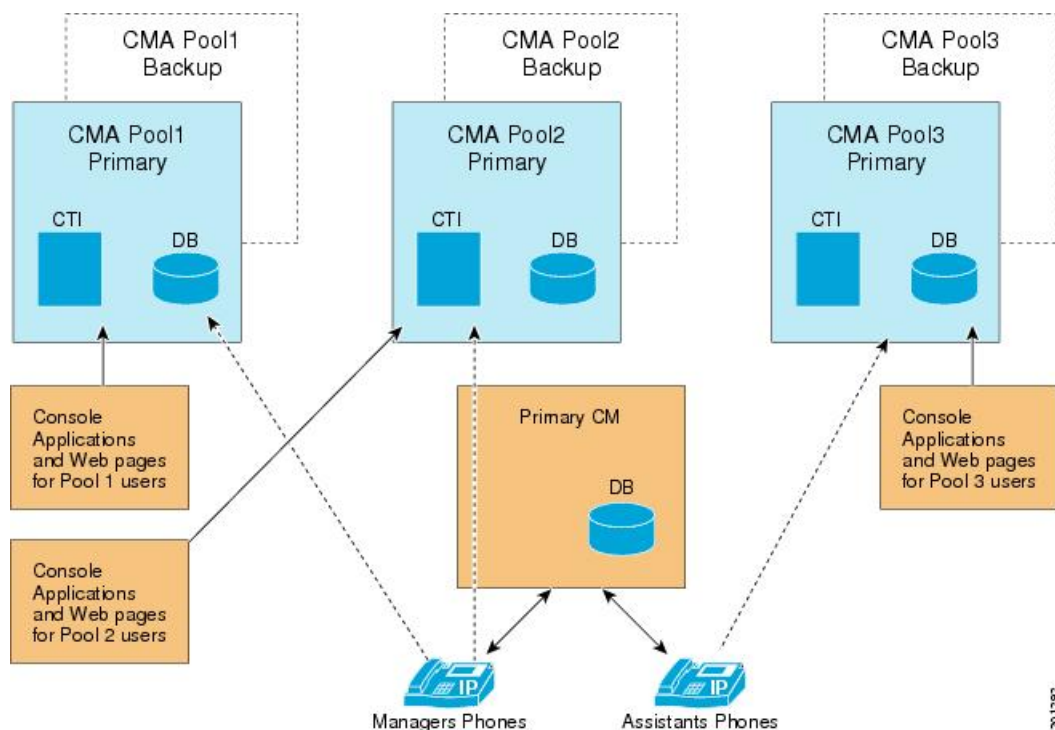 CMA Pool1
Backup
CMA Pool2
Backup
CMA Pool3
Backup
CMA Pool1
Primary
CMA Pool2
Primary
CMA Pool3
Primary
CTI
DB
CTI
DB
CTI
DB
Console
Applications
and Web pages
for Pool 1 users
Primary CM
DB
Console
Applications
and Web pages
for Pool 3 users
Console
Applications
and Web pages
for Pool 2 users
IP
IP
Managers Phones
Assistants Phones